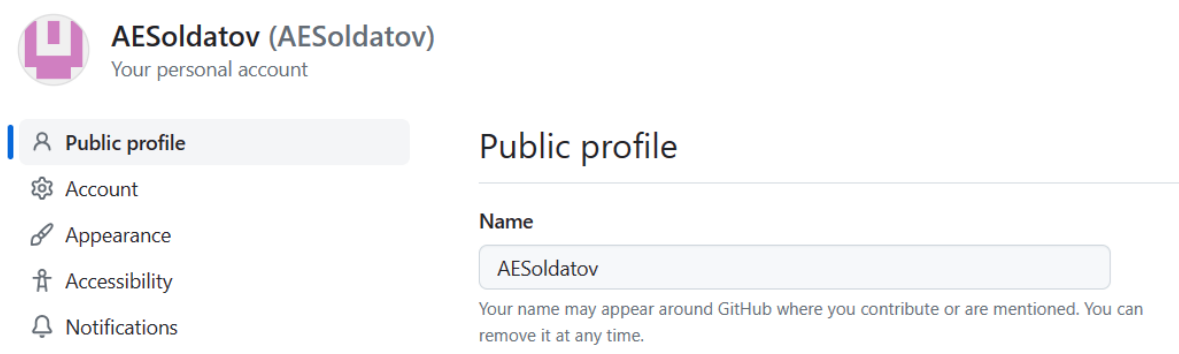 AESoldatov (AESoldatov)
Your personal account
Public profile
Account
Appearance
Accessibility
Notifications
Public profile
Name
AESoldatov
Your name may appear around GitHub where you contribute or are mentioned. You can
remove it at any time.